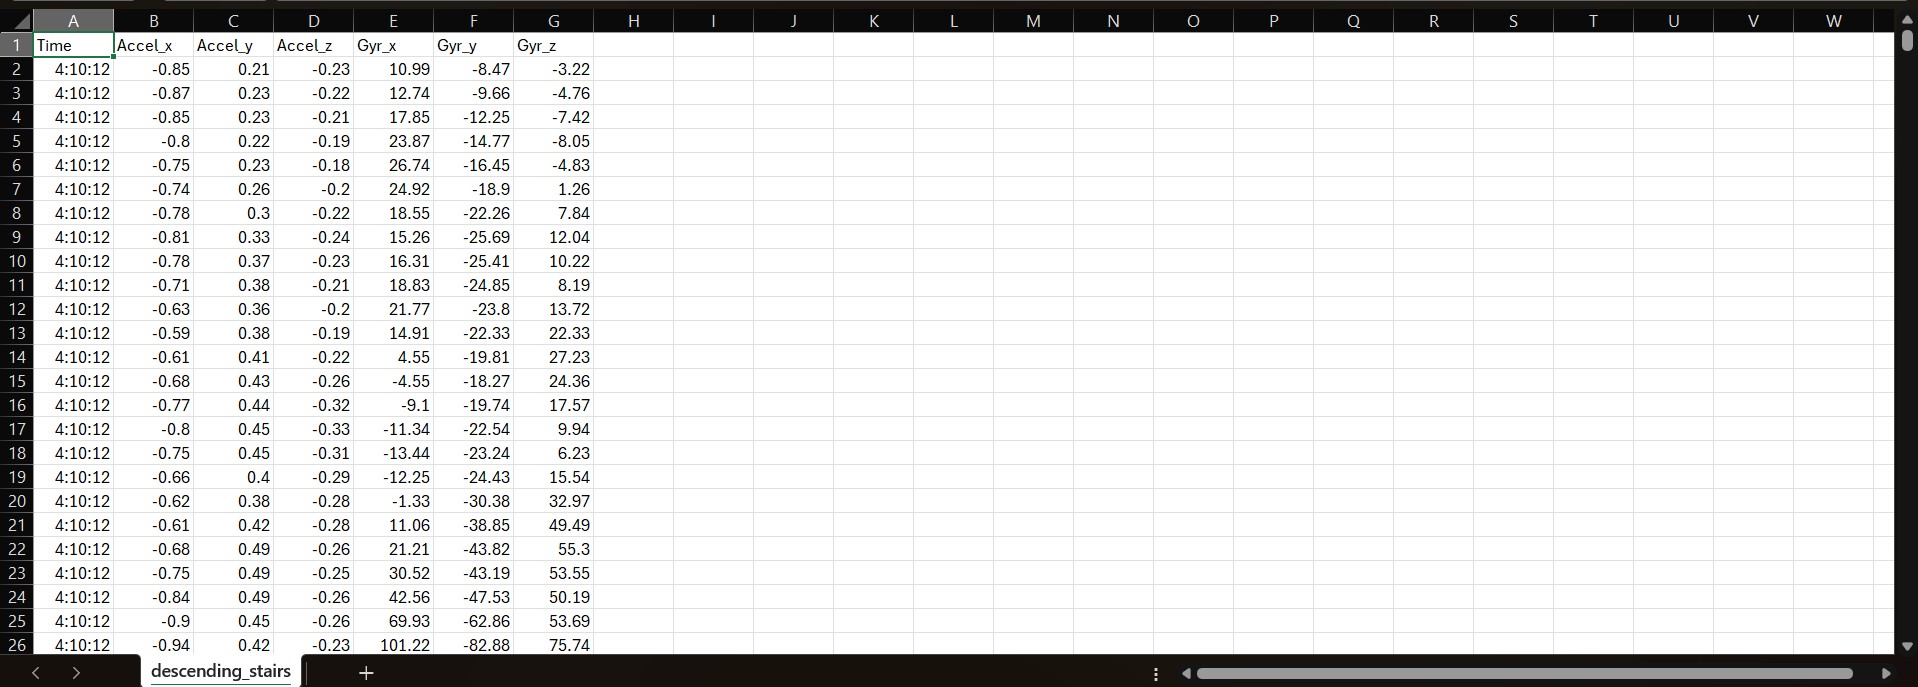 A B C D E F G H I J K L M N O P Q R S T U V W
1 Time Accel_x Accel_y Accel_z Gyr_x Gyr_y Gyr_z
2 4:10:12 -0.85 0.21 -0.23 10.99 -8.47 -3.22
3 4:10:12 -0.87 0.23 -0.22 12.74 -9.66 -4.76
4 4:10:12 -0.85 0.23 -0.21 17.85 -12.25 -7.42
5 4:10:12 -0.8 0.22 -0.19 23.87 -14.77 -8.05
6 4:10:12 -0.75 0.23 -0.18 26.74 -16.45 -4.83
7 4:10:12 -0.74 0.26 -0.2 24.92 -18.9 1.26
8 4:10:12 -0.78 0.3 -0.22 18.55 -22.26 7.84
9 4:10:12 -0.81 0.33 -0.24 15.26 -25.69 12.04
10 4:10:12 -0.78 0.37 -0.23 16.31 -25.41 10.22
11 4:10:12 -0.71 0.38 -0.21 18.83 -24.85 8.19
12 4:10:12 -0.63 0.36 -0.2 21.77 -23.8 13.72
13 4:10:12 -0.59 0.38 -0.19 14.91 -22.33 22.33
14 4:10:12 -0.61 0.41 -0.22 4.55 -19.81 27.23
15 4:10:12 -0.68 0.43 -0.26 -4.55 -18.27 24.36
16 4:10:12 -0.77 0.44 -0.32 -9.1 -19.74 17.57
17 4:10:12 -0.8 0.45 -0.33 -11.34 -22.54 9.94
18 4:10:12 -0.75 0.45 -0.31 -13.44 -23.24 6.23
19 4:10:12 -0.66 0.4 -0.29 -12.25 -24.43 15.54
20 4:10:12 -0.62 0.38 -0.28 -1.33 -30.38 32.97
21 4:10:12 -0.61 0.42 -0.28 11.06 -38.85 49.49
22 4:10:12 -0.68 0.49 -0.26 21.21 -43.82 55.3
23 4:10:12 -0.75 0.49 -0.25 30.52 -43.19 53.55
24 4:10:12 -0.84 0.49 -0.26 42.56 -47.53 50.19
25 4:10:12 -0.9 0.45 -0.26 69.93 -62.86 53.69
26 4:10:12 -0.94 0.42 -0.23 101.22 -82.88 75.74
descending_stairs